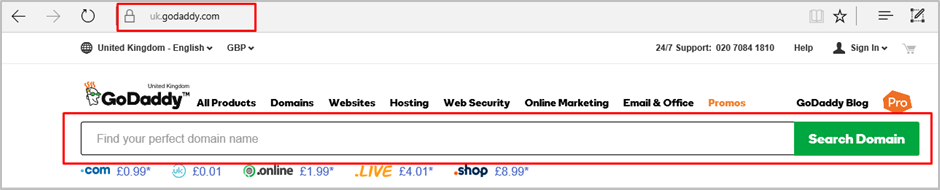 uk.godaddy.com
United Kingdom - English GBP 24/7 Support: 020 7084 1810 Help Sign In
United Kingdom
GoDaddy™ All Products Domains Websites Hosting Web Security Online Marketing Email & Office Promos GoDaddy Blog Pro
Find your perfect domain name Search Domain
.com £0.99* uk £0.01 .online £1.99* .LIVE £4.01* .shop £8.99*